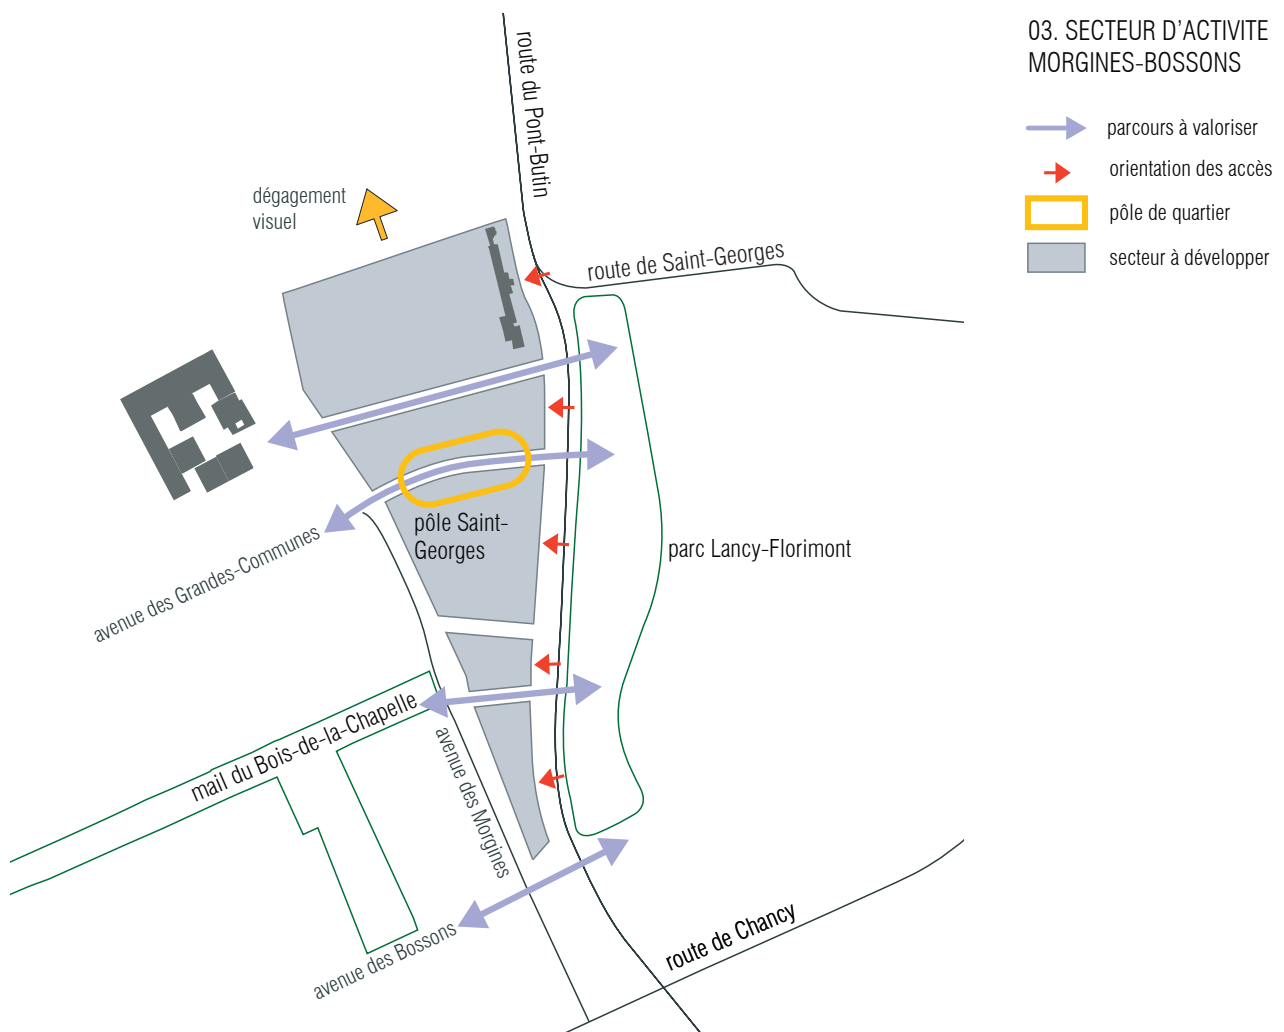 03. SECTEUR D'ACTIVITE
MORGINES-BOSSONS
parcours à valoriser
orientation des accès
pôle de quartier
secteur à développer
route du Pont-Butin
dégagement
visuel
route de Saint-Georges
pôle Saint-
Georges
avenue des Grandes-Communes
parc Lancy-Florimont
mail du Bois-de-la-Chapelle
avenue des Morgines
avenue des Bossons
route de Chancy